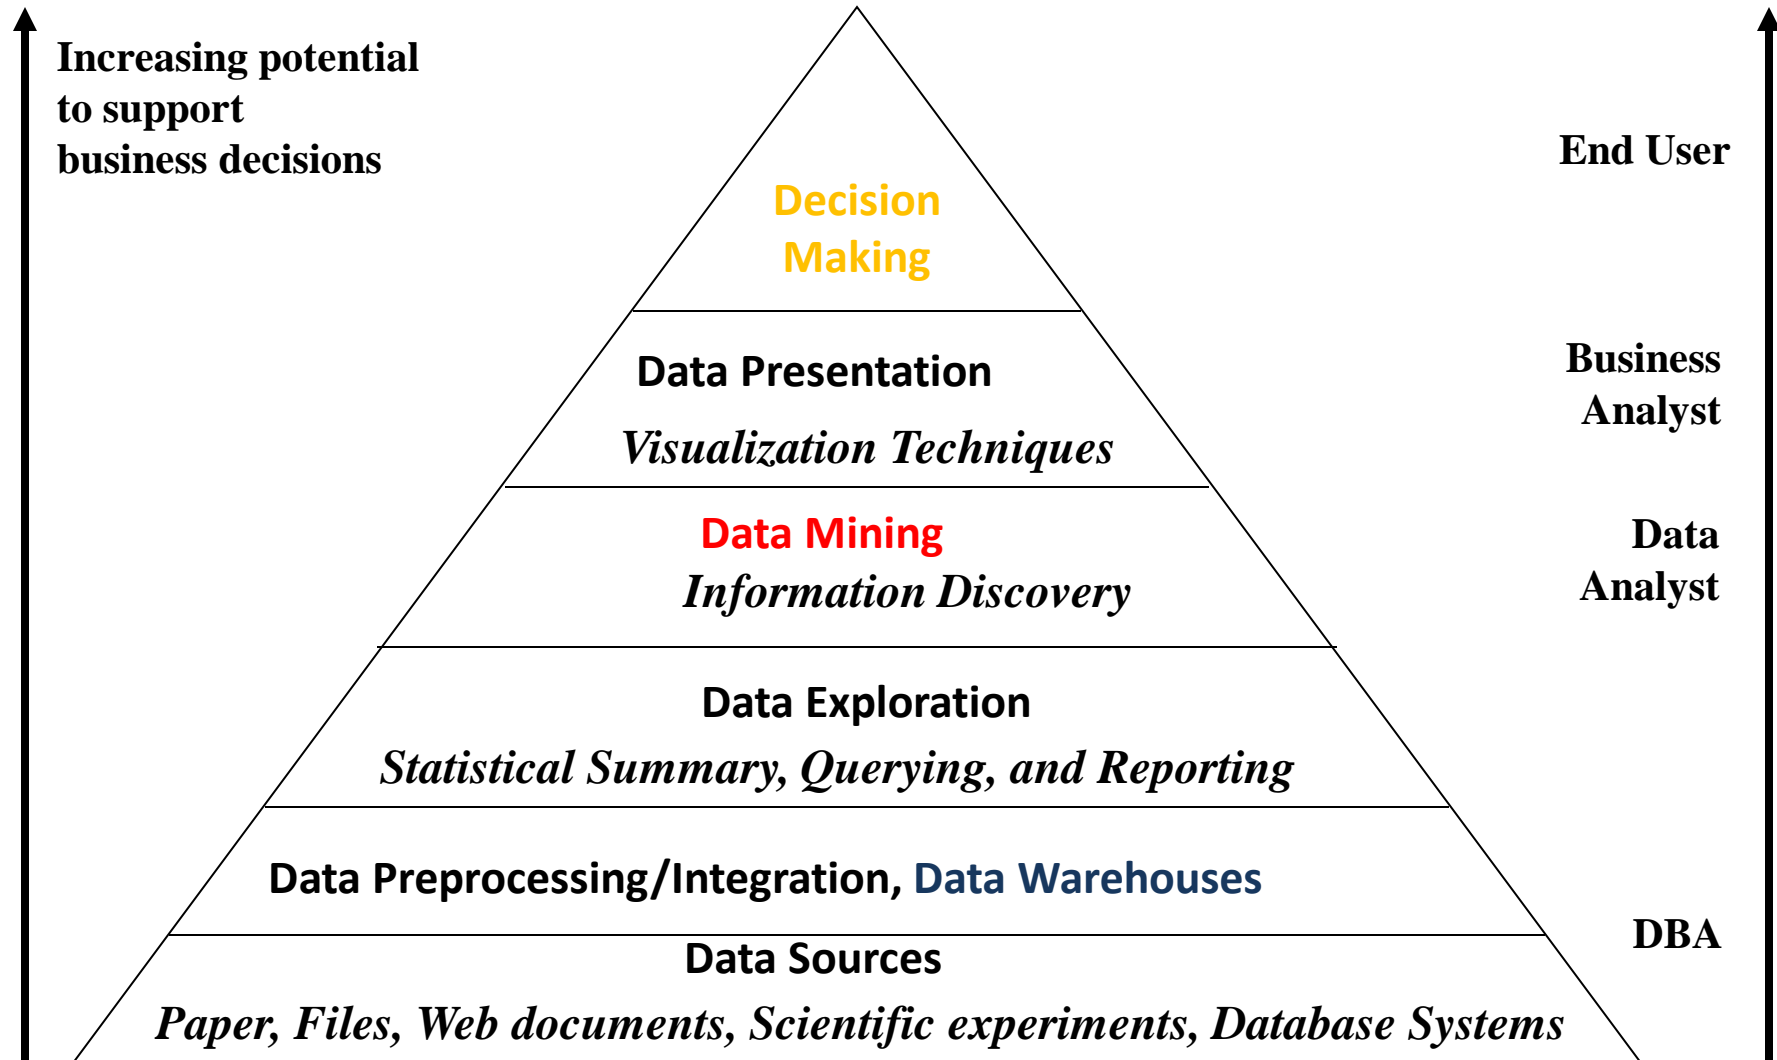 Increasing potential
to support
business decisions
End User
Decision
Making
Business
Analyst
Data Presentation
Visualization Techniques
Data Mining
Information Discovery
Data
Analyst
Data Exploration
Statistical Summary, Querying, and Reporting
Data Preprocessing/Integration, Data Warehouses
DBA
Data Sources
Paper, Files, Web documents, Scientific experiments, Database Systems